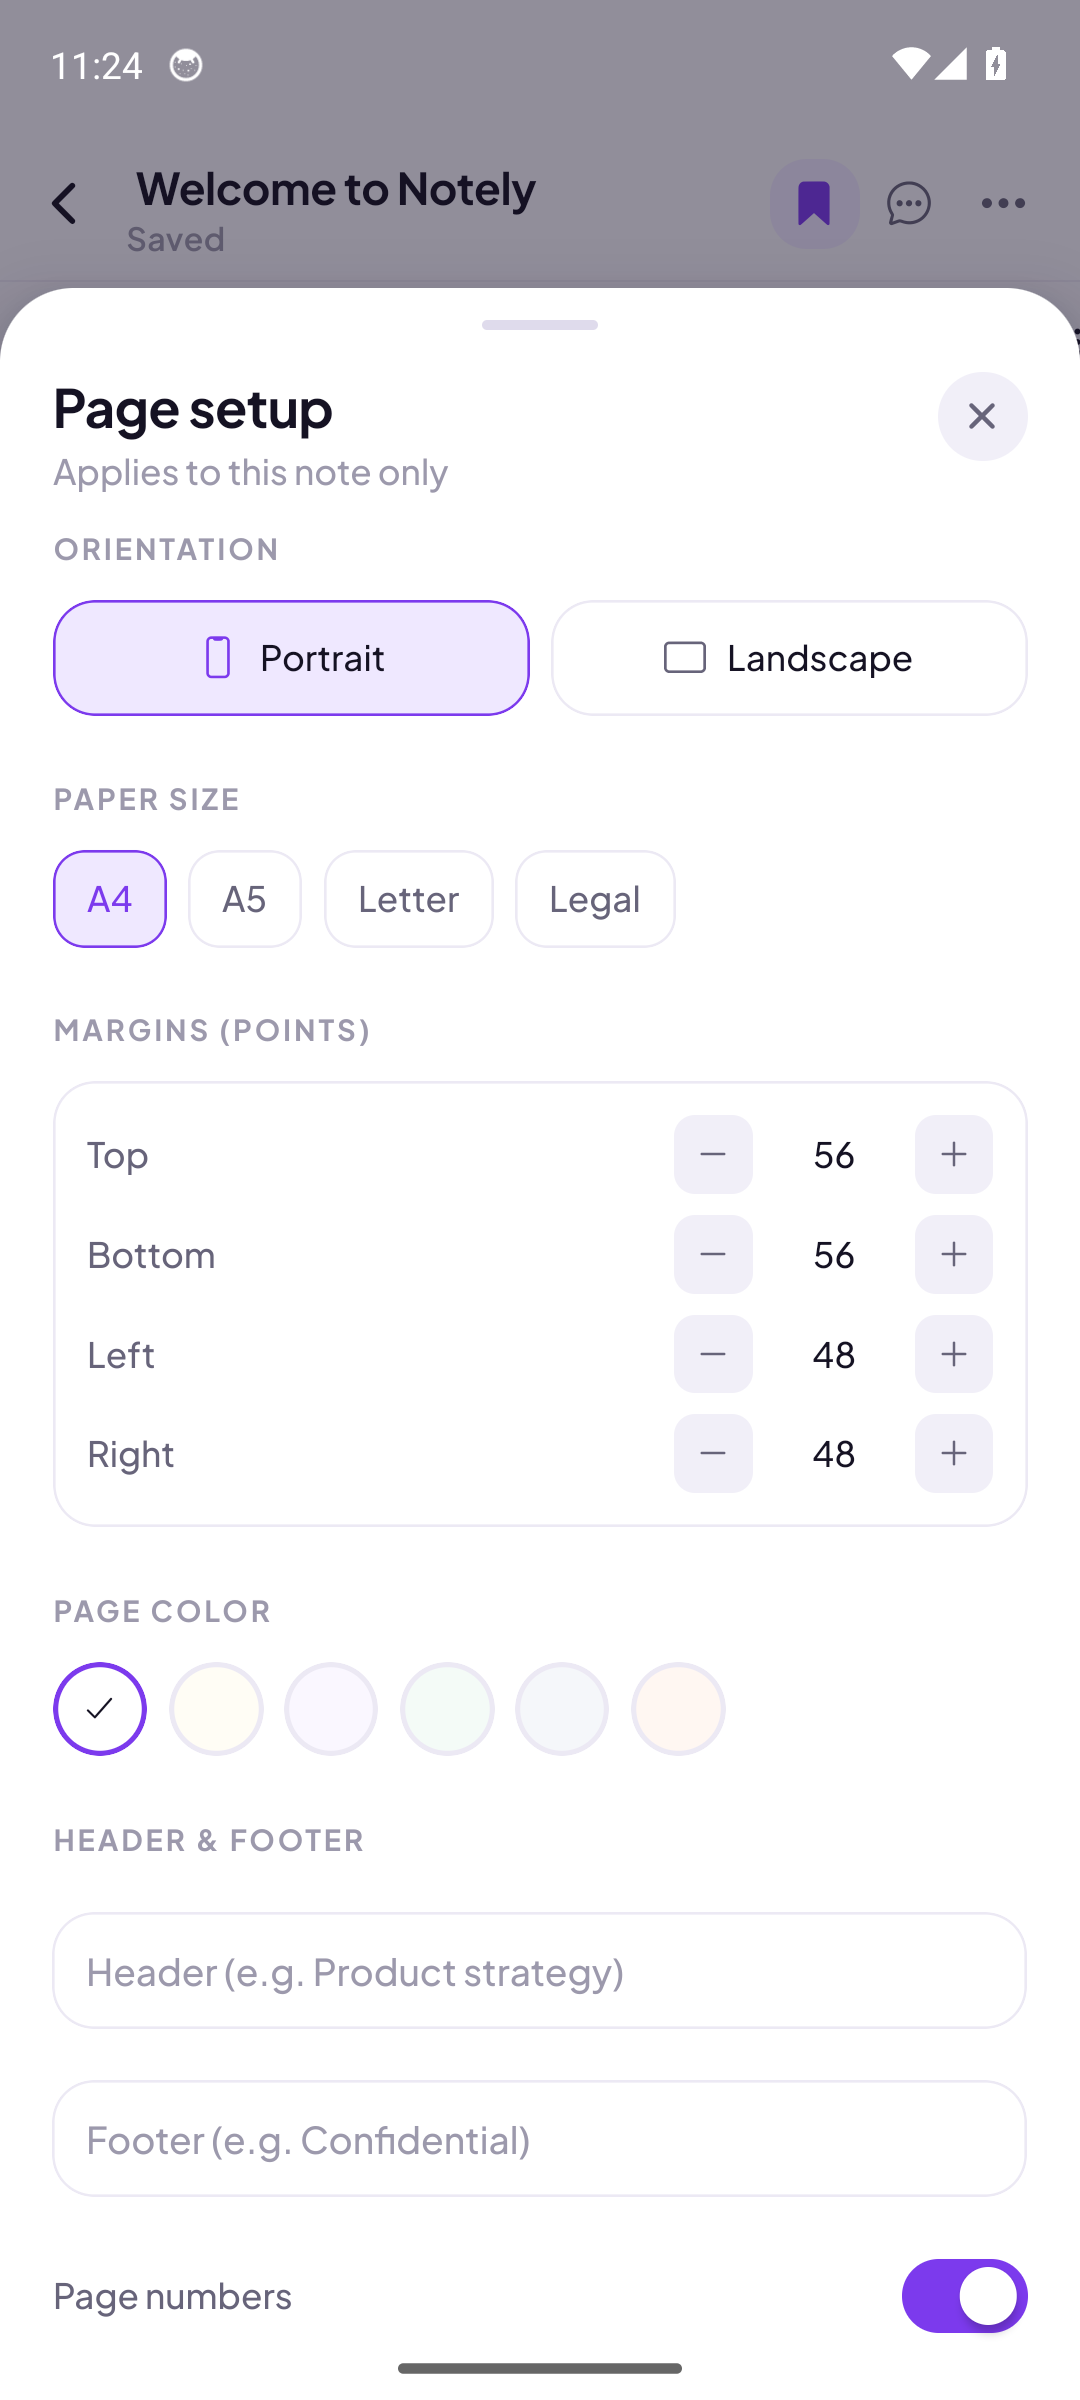 11:24
Welcome to Notely
Saved
Page setup
Applies to this note only
ORIENTATION
Portrait Landscape
PAPER SIZE
A4 A5 Letter Legal
MARGINS (POINTS)
Top 56
Bottom 56
Left 48
Right 48
PAGE COLOR
HEADER & FOOTER
Header (e.g. Product strategy)
Footer (e.g. Confidential)
Page numbers